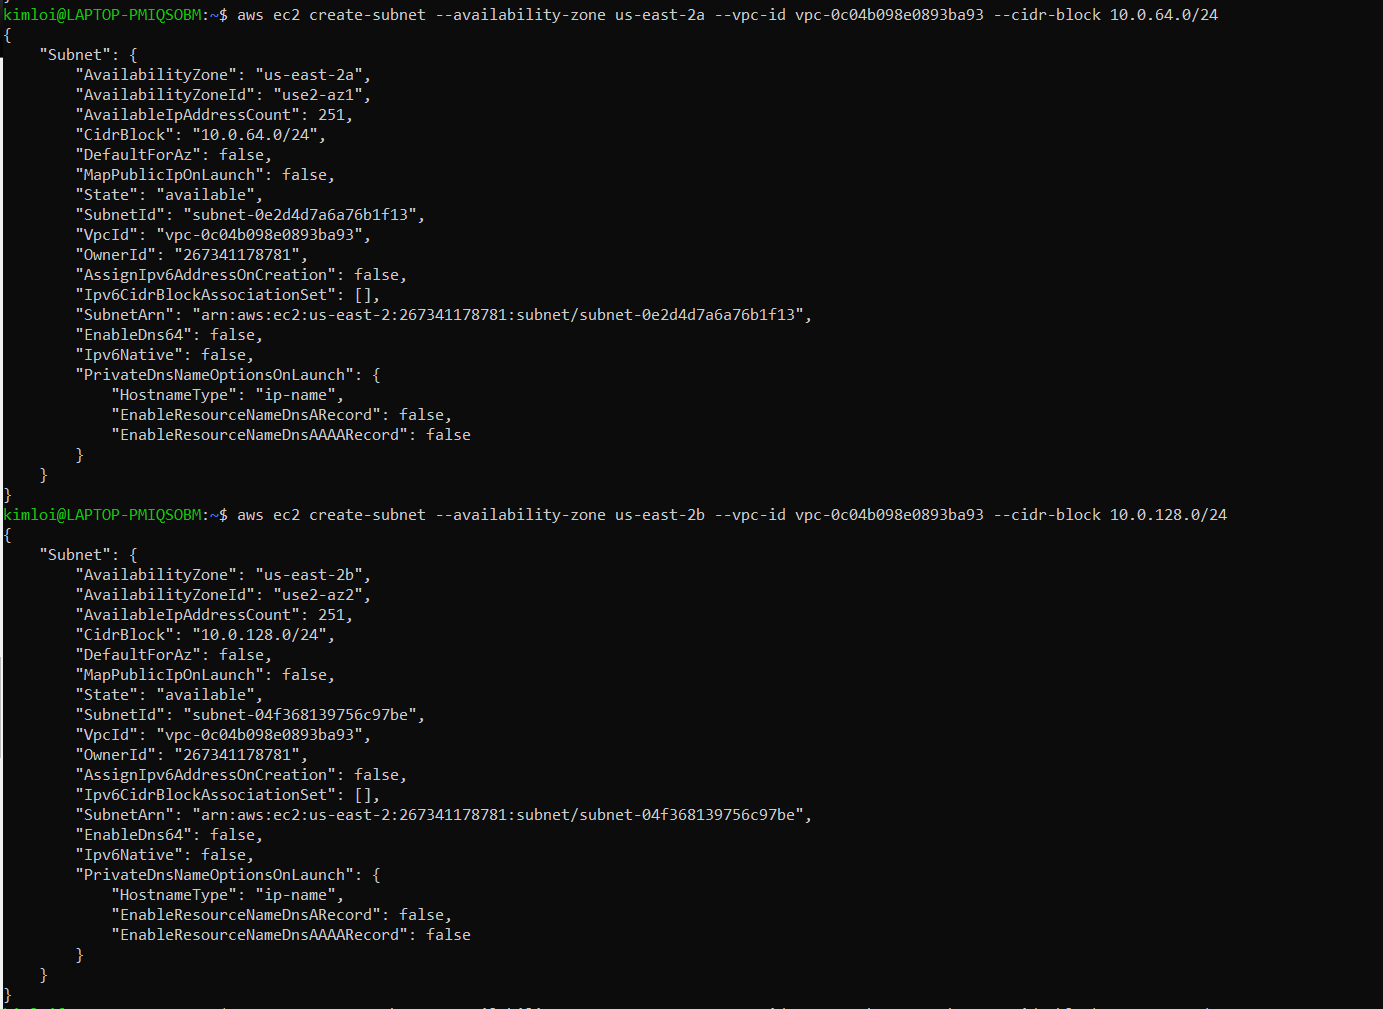 kimloi@LAPTOP-PMIQSOBM:~$ aws ec2 create-subnet --availability-zone us-east-2a --vpc-id vpc-0c04b098e0893ba93 --cidr-block 10.0.64.0/24
{
    "Subnet": {
        "AvailabilityZone": "us-east-2a",
        "AvailabilityZoneId": "use2-az1",
        "AvailableIpAddressCount": 251,
        "CidrBlock": "10.0.64.0/24",
        "DefaultForAz": false,
        "MapPublicIpOnLaunch": false,
        "State": "available",
        "SubnetId": "subnet-0e2d4d7a6a76b1f13",
        "VpcId": "vpc-0c04b098e0893ba93",
        "OwnerId": "267341178781",
        "AssignIpv6AddressOnCreation": false,
        "Ipv6CidrBlockAssociationSet": [],
        "SubnetArn": "arn:aws:ec2:us-east-2:267341178781:subnet/subnet-0e2d4d7a6a76b1f13",
        "EnableDns64": false,
        "Ipv6Native": false,
        "PrivateDnsNameOptionsOnLaunch": {
            "HostnameType": "ip-name",
            "EnableResourceNameDnsARecord": false,
            "EnableResourceNameDnsAAAARecord": false
        }
    }
}
kimloi@LAPTOP-PMIQSOBM:~$ aws ec2 create-subnet --availability-zone us-east-2b --vpc-id vpc-0c04b098e0893ba93 --cidr-block 10.0.128.0/24
{
    "Subnet": {
        "AvailabilityZone": "us-east-2b",
        "AvailabilityZoneId": "use2-az2",
        "AvailableIpAddressCount": 251,
        "CidrBlock": "10.0.128.0/24",
        "DefaultForAz": false,
        "MapPublicIpOnLaunch": false,
        "State": "available",
        "SubnetId": "subnet-04f368139756c97be",
        "VpcId": "vpc-0c04b098e0893ba93",
        "OwnerId": "267341178781",
        "AssignIpv6AddressOnCreation": false,
        "Ipv6CidrBlockAssociationSet": [],
        "SubnetArn": "arn:aws:ec2:us-east-2:267341178781:subnet/subnet-04f368139756c97be",
        "EnableDns64": false,
        "Ipv6Native": false,
        "PrivateDnsNameOptionsOnLaunch": {
            "HostnameType": "ip-name",
            "EnableResourceNameDnsARecord": false,
            "EnableResourceNameDnsAAAARecord": false
        }
    }
}